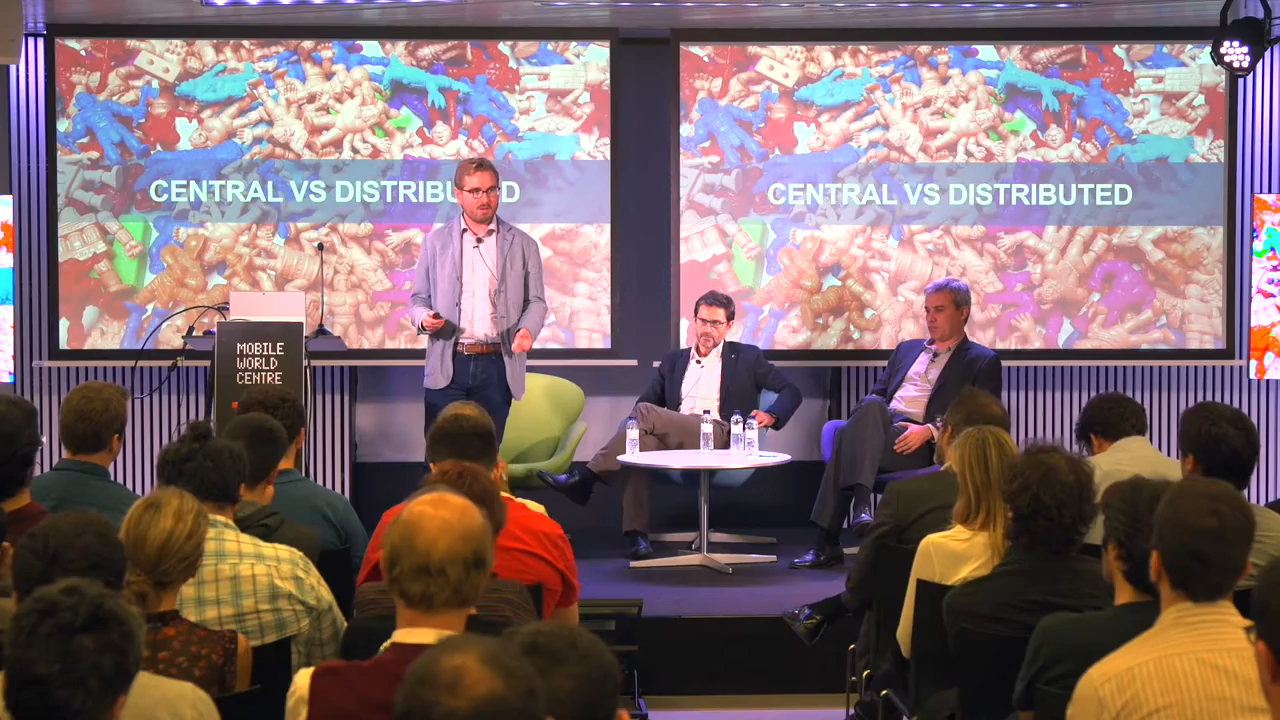 CENTRAL VS DISTRIBUTED
CENTRAL VS DISTRIBUTED
MOBILE
WORLD
CENTRE